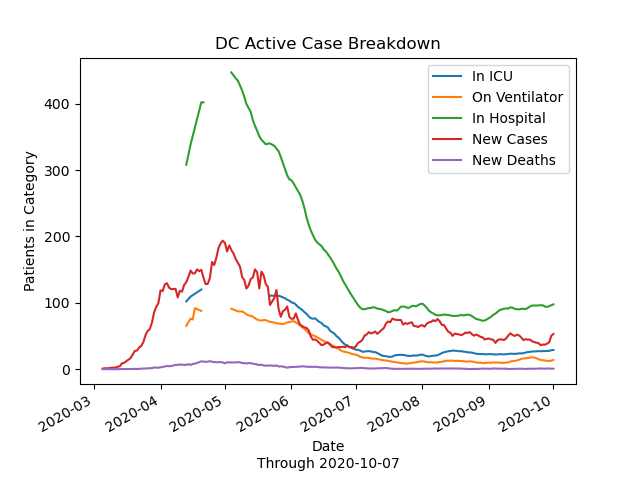 DC Active Case Breakdown
In ICU
On Ventilator
In Hospital
New Cases
New Deaths
Patients in Category
400
300
200
100
0
2020-03
2020-04
2020-05
2020-06
2020-07
2020-08
2020-09
2020-10
Date
Through 2020-10-07